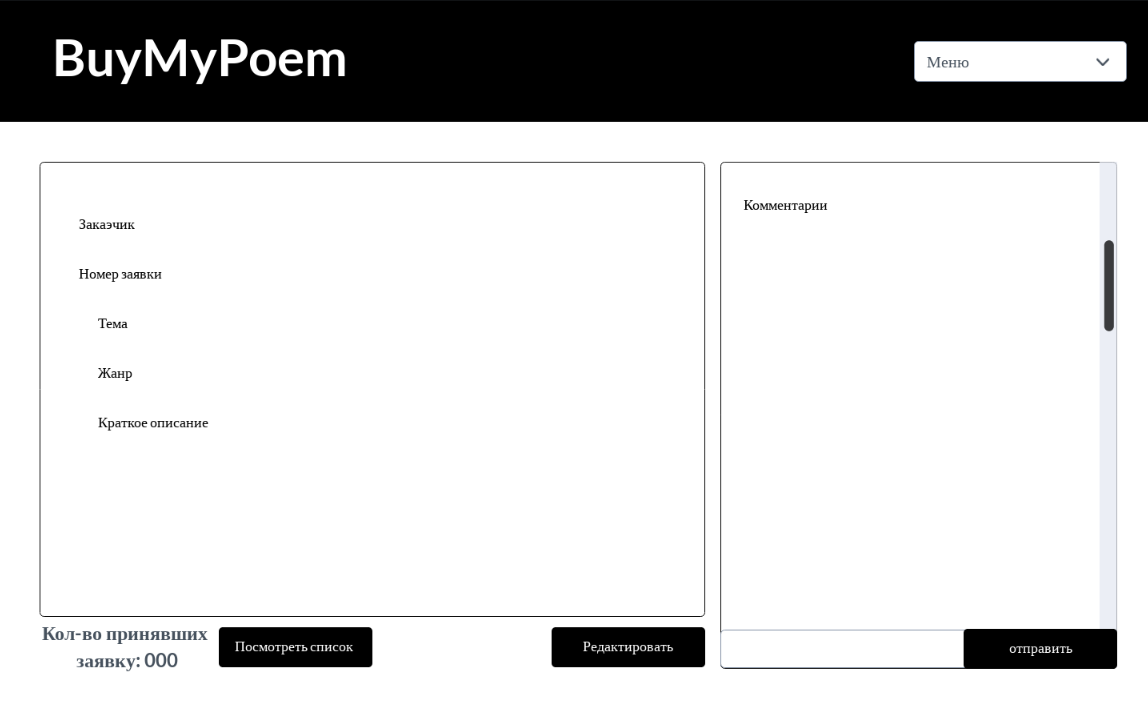 BuyMyPoem
Меню
Закаэчик
Номер заявки
Тема
Жанр
Краткое описание
Комментарии
Кол-во принявших
заявку: 000
Посмотреть список
Редактировать
отправить